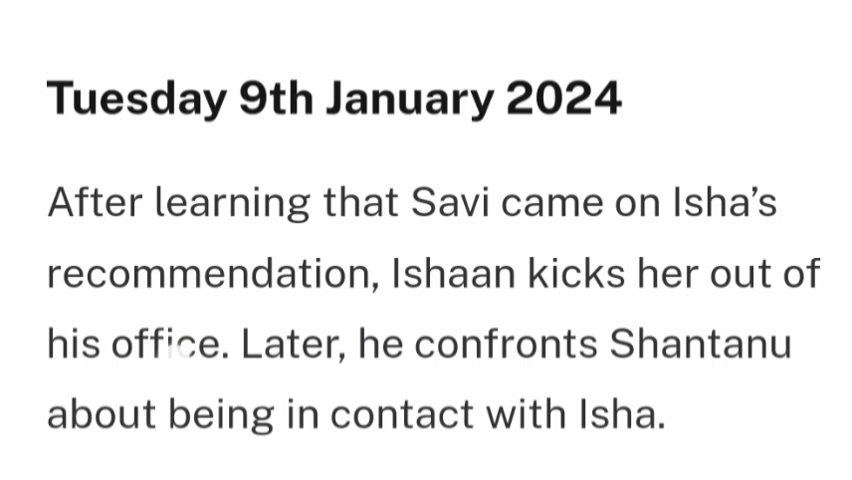 Tuesday 9th January 2024
After learning that Savi came on Isha’s
recommendation, Ishaan kicks her out of
his office. Later, he confronts Shantanu
about being in contact with Isha.